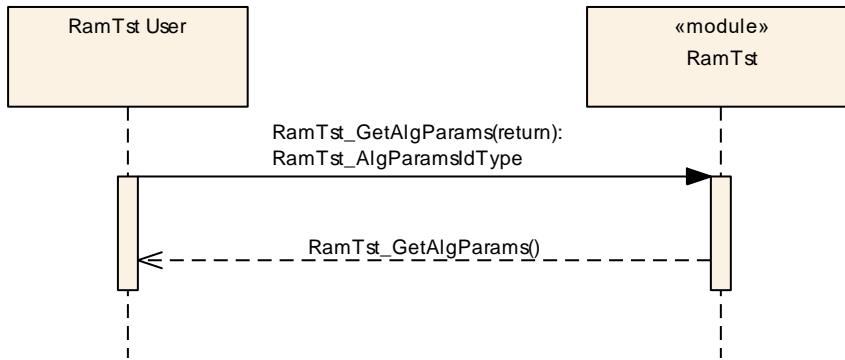 RamTst User
«module»
RamTst
RamTst_GetAlgParams(return):
RamTst_AlgParamsIdType
RamTst_GetAlgParams()